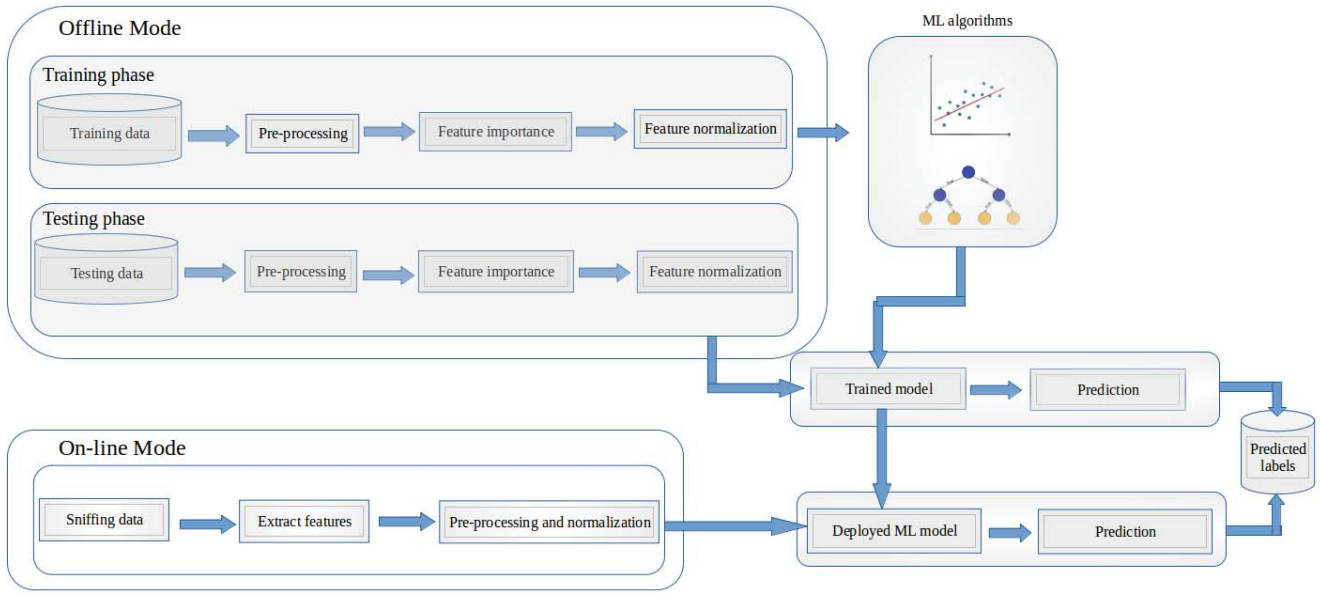 Offline Mode
ML algorithms
Training phase
Training data
Pre-processing
Feature importance
Feature normalization
Testing phase
Testing data
Pre-processing
Feature importance
Feature normalization
Trained model
Prediction
Predicted
labels
On-line Mode
Sniffing data
Extract features
Pre-processing and normalization
Deployed ML model
Prediction